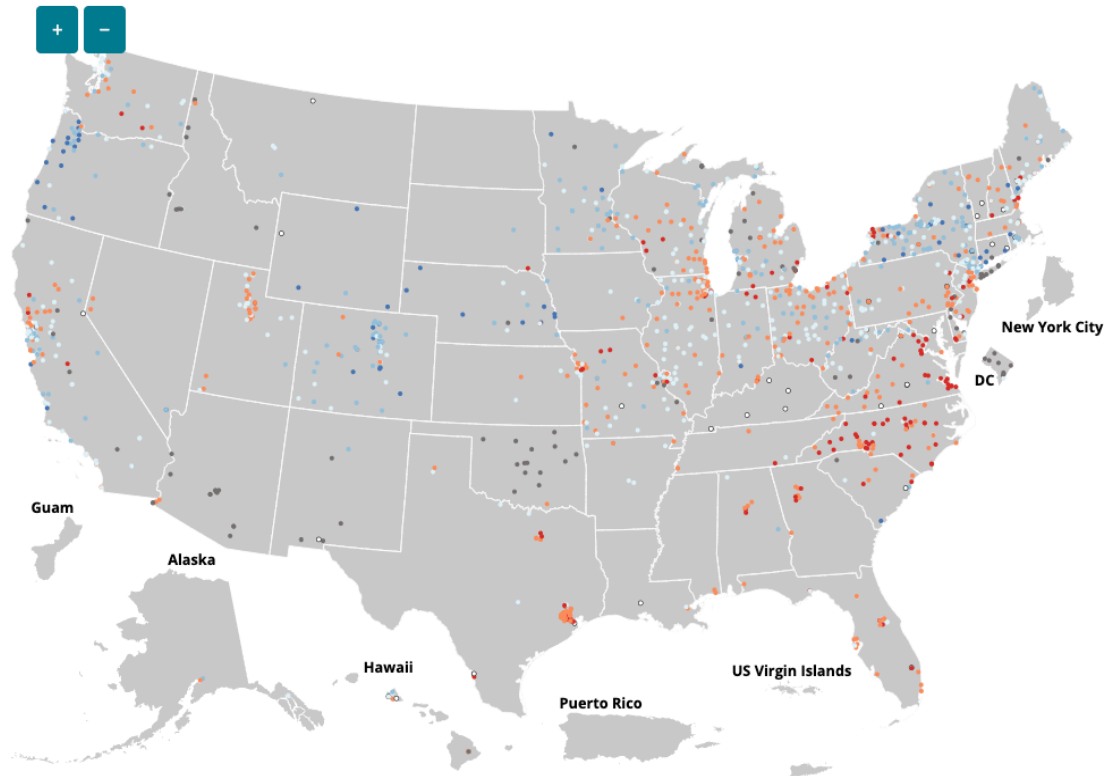 + −
New York City
DC
Guam
Alaska
Hawaii
US Virgin Islands
Puerto Rico